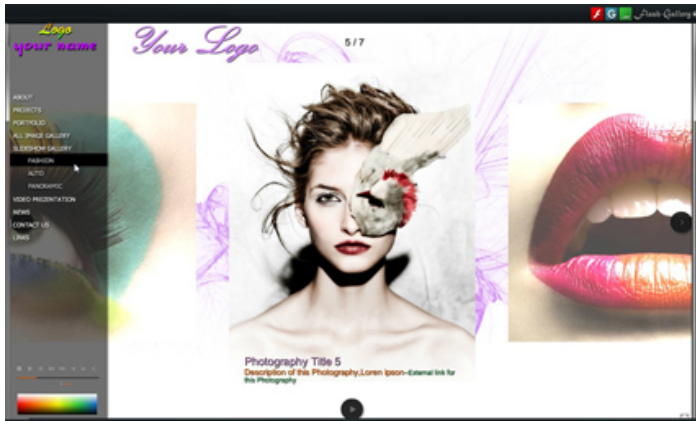 Flash Gallery
Logo
your name
Your Logo
5 / 7
ABOUT
PROJECTS
PORTFOLIO
ALL IMAGE GALLERY
SLIDESHOW GALLERY
FASHION
AUTO
PANORAMIC
VIDEO PREZENTATION
NEWS
CONTACT US
LINKS
Photography Title 5
Description of this Photography,Loren Ipson--External link for
this Photography